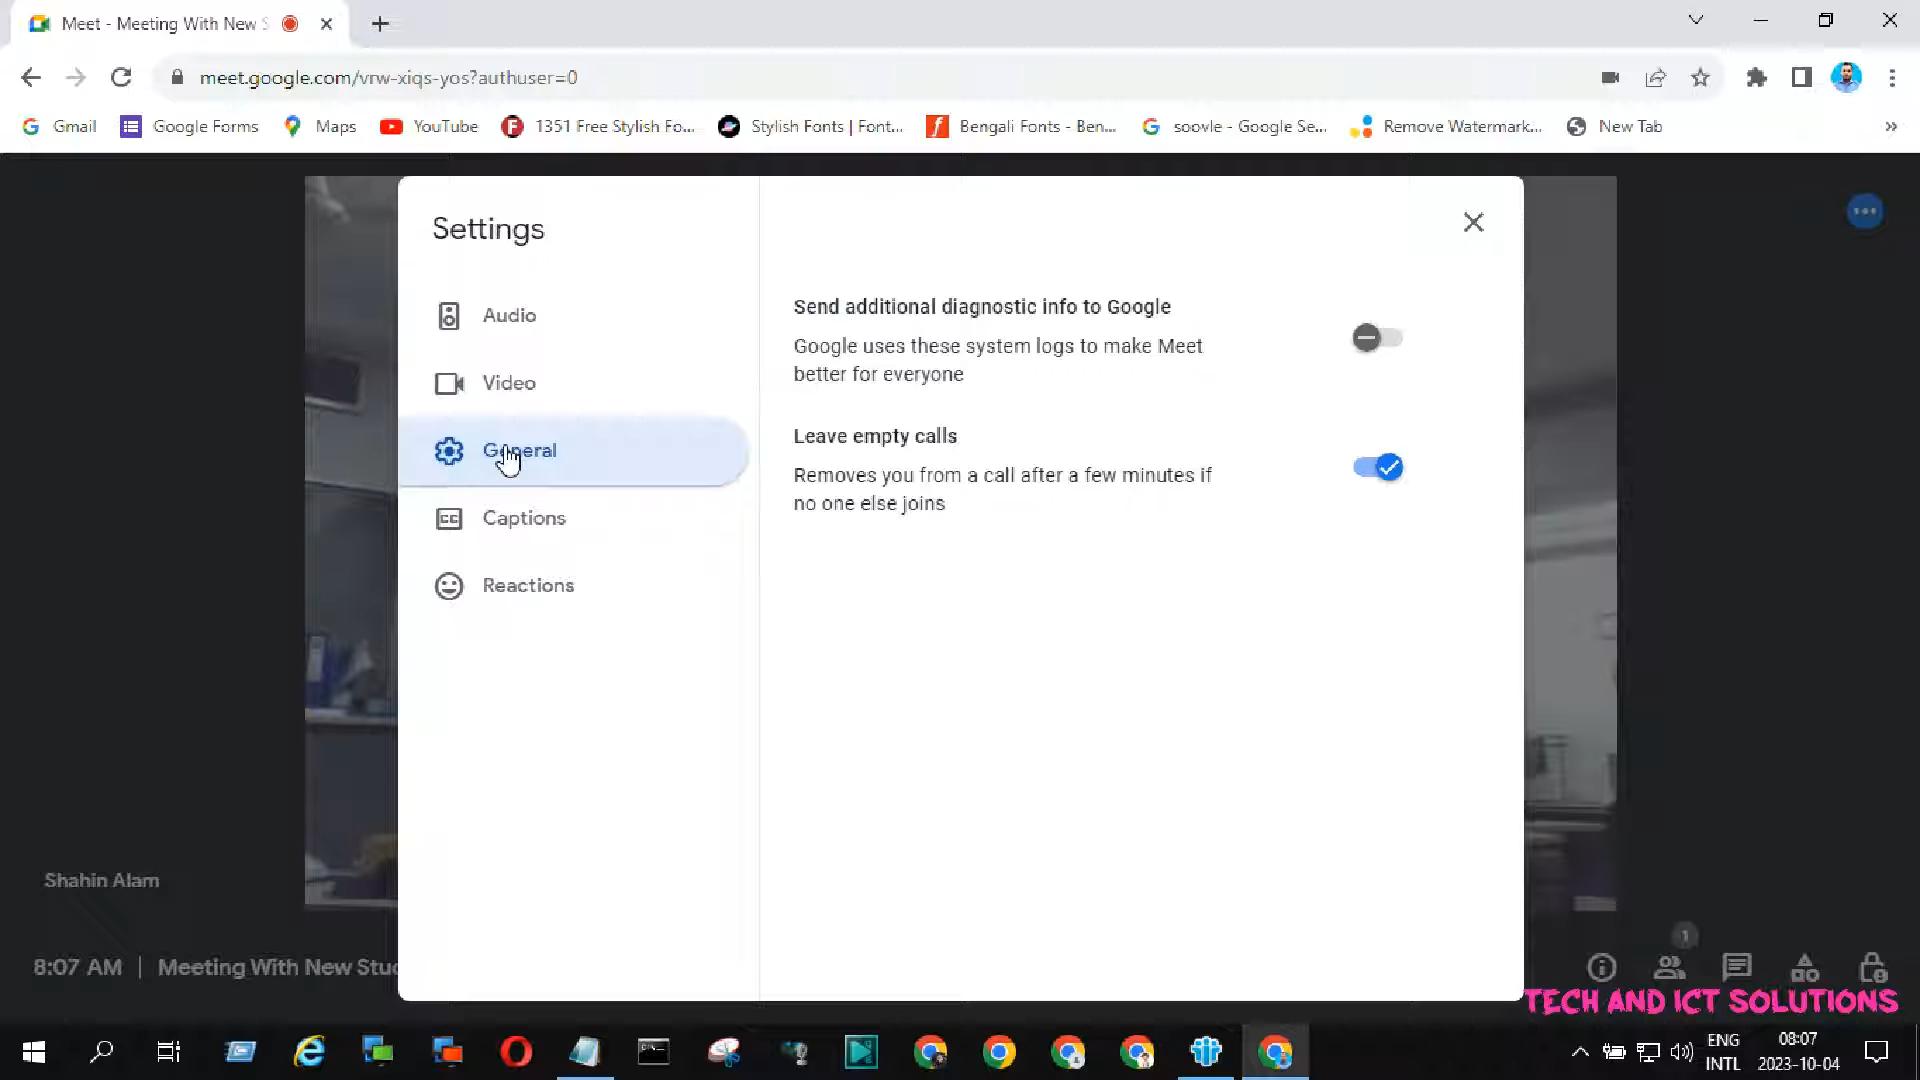 Meet - Meeting With New S
meet.google.com/vrw-xiqs-yos?authuser=0
Gmail
Google Forms
Maps
YouTube
1351 Free Stylish Fo...
Stylish Fonts | Font...
Bengali Fonts - Ben...
soovle - Google Se...
Remove Watermark...
New Tab
Settings
Audio
Video
General
Captions
Reactions
Send additional diagnostic info to Google
Google uses these system logs to make Meet
better for everyone
Leave empty calls
Removes you from a call after a few minutes if
no one else joins
Shahin Alam
1
8:07 AM | Meeting With New Stu
TECH AND ICT SOLUTIONS
ENG
INTL
08:07
2023-10-04